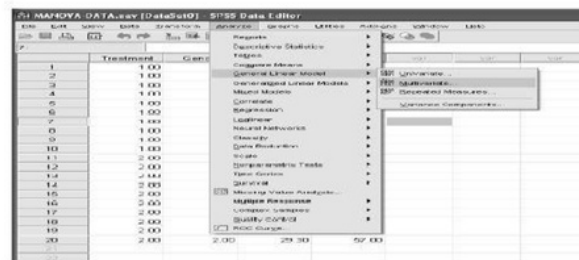 MANOVA DATA.sav [DataSet0] - SPSS Data Editor
File Edit View Data Transform Analyze Graphs Utilities Add-ons Window Help
Treatment Gend var var var
Reports
Descriptive Statistics
Tables
Compare Means
General Linear Model
Generalized Linear Models
Mixed Models
Correlate
Regression
Loglinear
Neural Networks
Classify
Data Reduction
Scale
Nonparametric Tests
Time Series
Survival
Missing Value Analysis...
Multiple Response
Complex Samples
Quality Control
ROC Curve...
Univariate...
Multivariate...
Repeated Measures...
Variance Components...
1 1.00
2 1.00
3 1.00
4 1.00
5 1.00
6 1.00
7 1.00
8 1.00
9 1.00
10 1.00
11 2.00
12 2.00
13 2.00
14 2.00
15 2.00
16 2.00
17 2.00
18 2.00
19 2.00
20 2.00 2.00 29.30 57.00